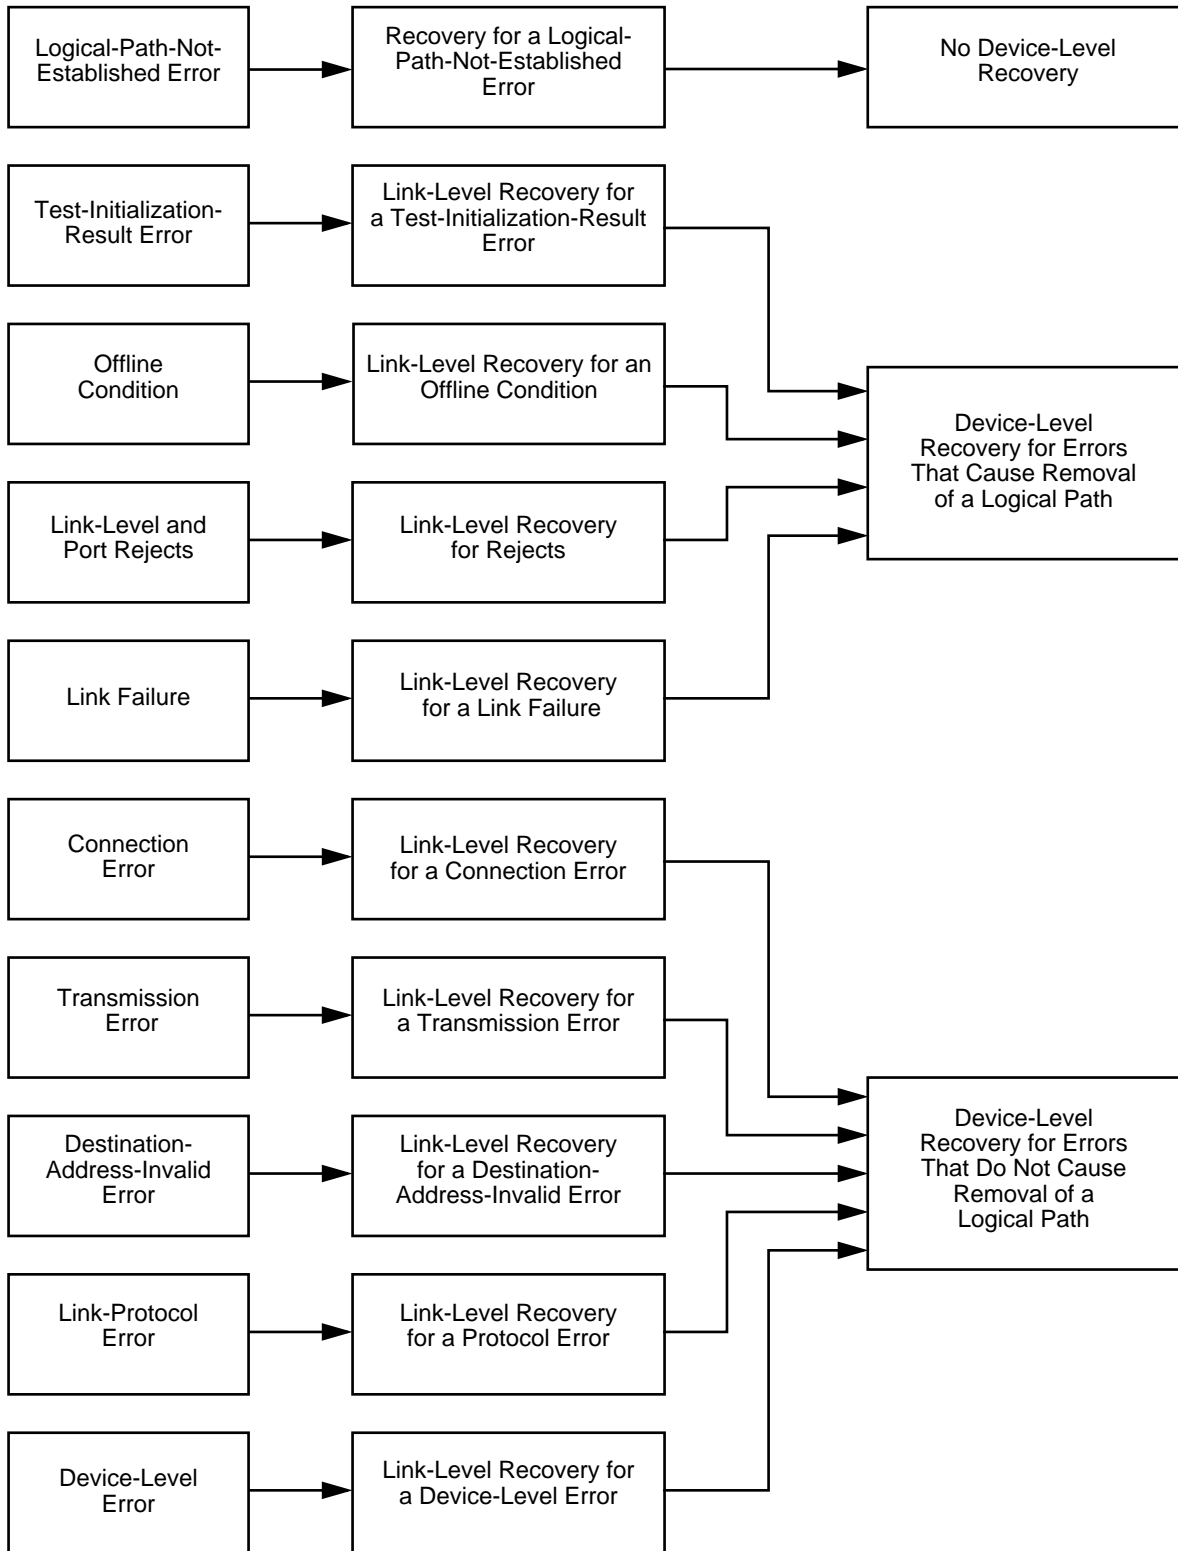 Logical-Path-Not-
Established Error
Recovery for a Logical-
Path-Not-Established
Error
No Device-Level
Recovery
Test-Initialization-
Result Error
Link-Level Recovery for
a Test-Initialization-Result
Error
Offline
Condition
Link-Level Recovery for an
Offline Condition
Device-Level
Recovery for Errors
That Cause Removal
of a Logical Path
Link-Level and
Port Rejects
Link-Level Recovery
for Rejects
Link Failure
Link-Level Recovery
for a Link Failure
Connection
Error
Link-Level Recovery
for a Connection Error
Transmission
Error
Link-Level Recovery for
a Transmission Error
Destination-
Address-Invalid
Error
Link-Level Recovery
for a Destination-
Address-Invalid Error
Device-Level
Recovery for Errors
That Do Not Cause
Removal of a
Logical Path
Link-Protocol
Error
Link-Level Recovery
for a Protocol Error
Device-Level
Error
Link-Level Recovery for
a Device-Level Error